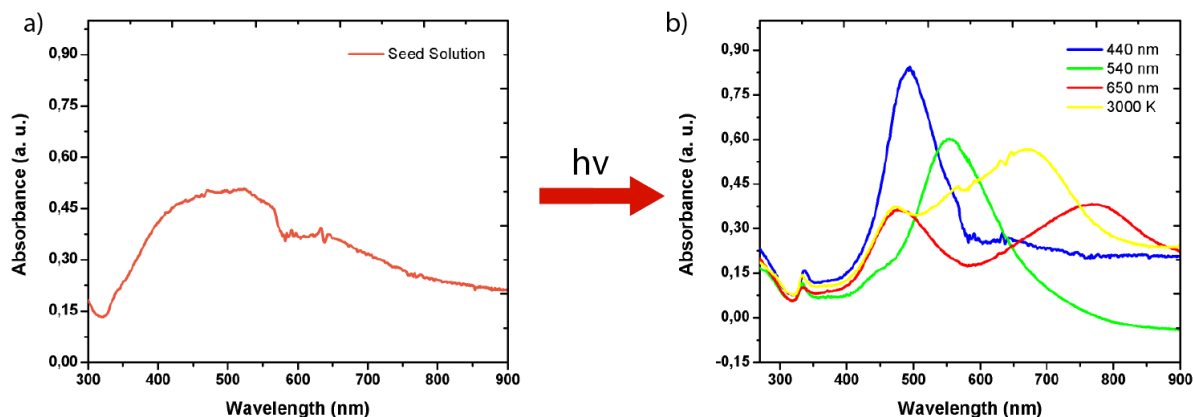 a)
Seed Solution
0,90
0,75
0,60
0,45
0,30
0,15
0,00
300 400 500 600 700 800 900
Absorbance (a. u.)
Wavelength (nm)
hv
b)
440 nm
540 nm
650 nm
3000 K
0,90
0,75
0,60
0,45
0,30
0,15
0,00
-0,15
300 400 500 600 700 800 900
Absorbance (a. u.)
Wavelength (nm)